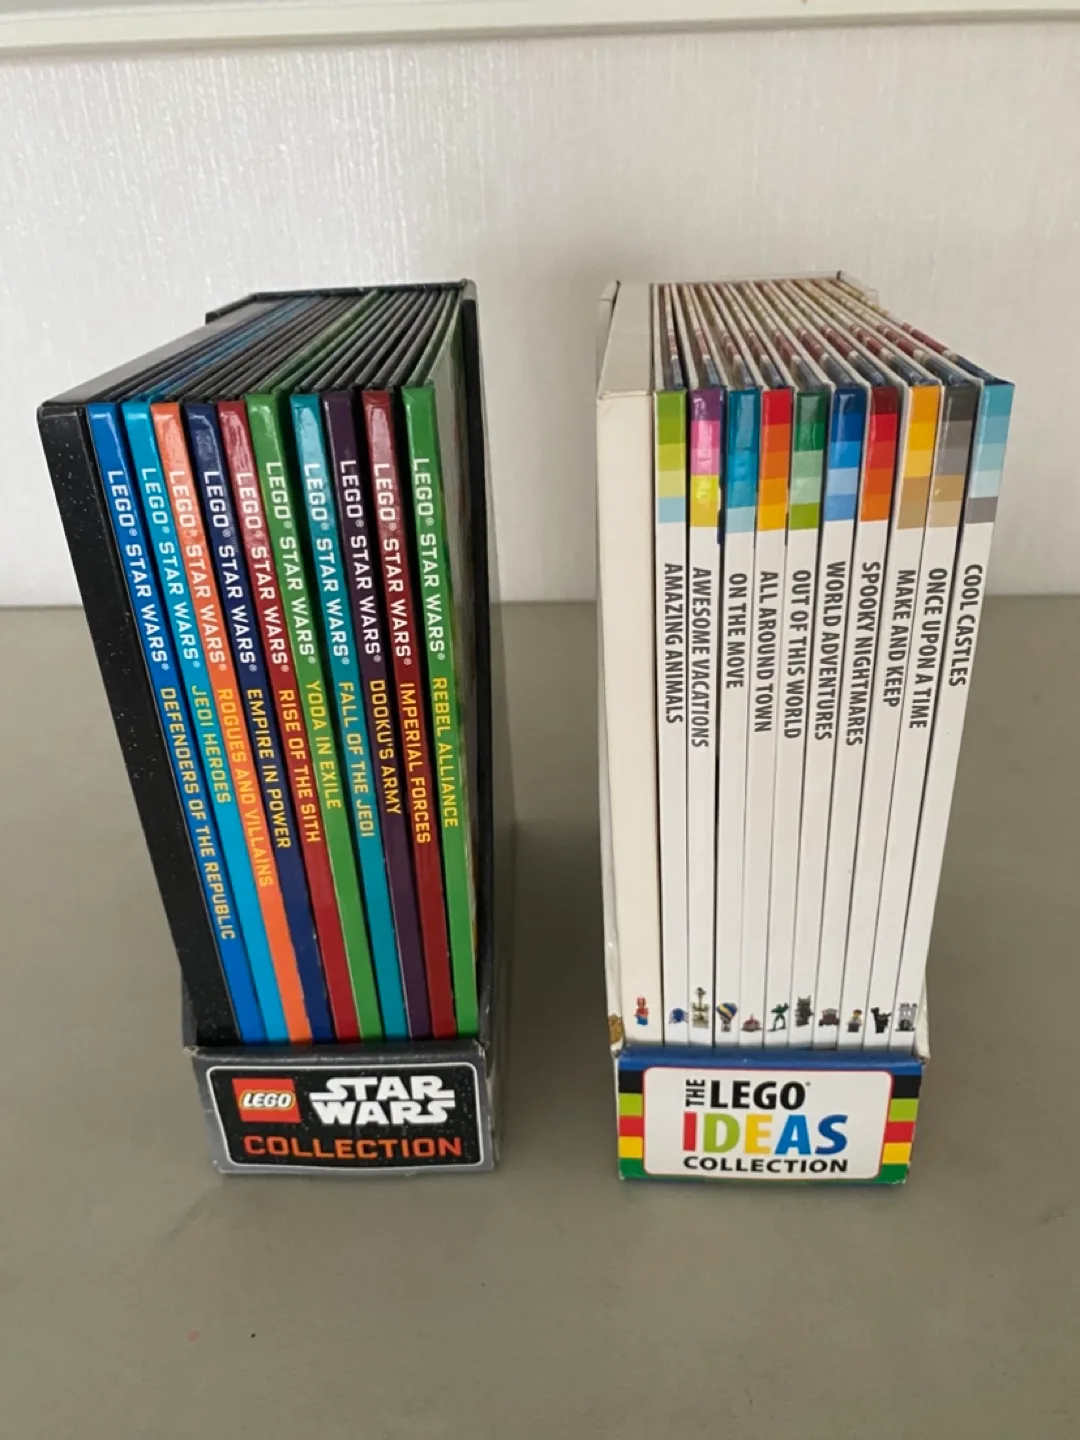 LEGO® STAR WARS® DEFENDERS OF THE REPUBLIC
LEGO® STAR WARS® JEDI HEROES
LEGO® STAR WARS® ROGUES AND VILLAINS
LEGO® STAR WARS® EMPIRE IN POWER
LEGO® STAR WARS® RISE OF THE SITH
LEGO® STAR WARS® YODA IN EXILE
LEGO® STAR WARS® FALL OF THE JEDI
LEGO® STAR WARS® DOOKU'S ARMY
LEGO® STAR WARS® IMPERIAL FORCES
LEGO® STAR WARS® REBEL ALLIANCE
LEGO STAR WARS
COLLECTION
AMAZING ANIMALS
AWESOME VACATIONS
ON THE MOVE
ALL AROUND TOWN
OUT OF THIS WORLD
WORLD ADVENTURES
SPOOKY NIGHTMARES
MAKE AND KEEP
ONCE UPON A TIME
COOL CASTLES
THE LEGO®
IDEAS
COLLECTION